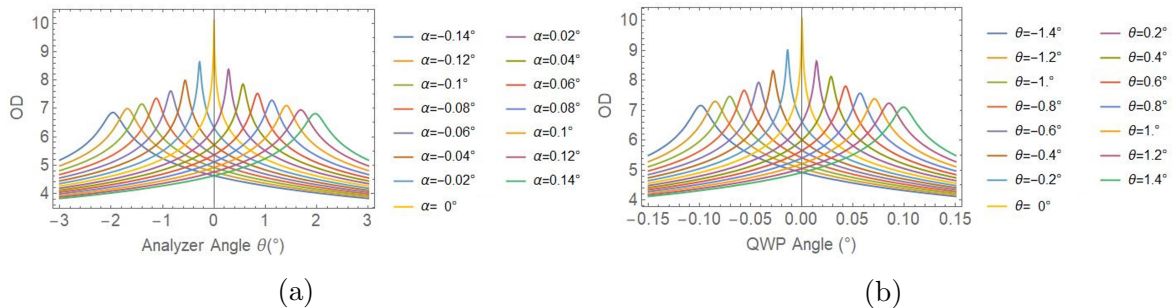 10
9
8
7
6
5
4
OD
−3 −2 −1 0 1 2 3
Analyzer Angle θ(°)
α=−0.14° α=0.02°
α=−0.12° α=0.04°
α=−0.1° α=0.06°
α=−0.08° α=0.08°
α=−0.06° α=0.1°
α=−0.04° α=0.12°
α=−0.02° α=0.14°
α= 0°
(a)
10
9
8
7
6
5
4
OD
−0.15 −0.10 −0.05 0.00 0.05 0.10 0.15
QWP Angle (°)
θ=−1.4° θ=0.2°
θ=−1.2° θ=0.4°
θ=−1.° θ=0.6°
θ=−0.8° θ=0.8°
θ=−0.6° θ=1.°
θ=−0.4° θ=1.2°
θ=−0.2° θ=1.4°
θ= 0°
(b)